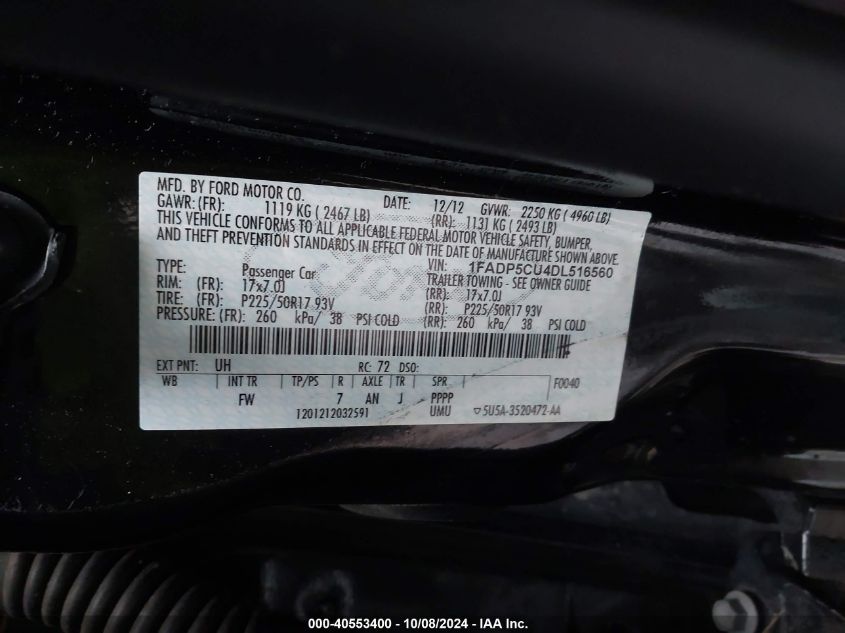 MFD. BY FORD MOTOR CO.
DATE: 12/12 GVWR: 2250 KG ( 4960 LB)
GAWR: (FR): 1119 KG ( 2467 LB) (RR): 1131 KG ( 2493 LB)
THIS VEHICLE CONFORMS TO ALL APPLICABLE FEDERAL MOTOR VEHICLE SAFETY, BUMPER,
AND THEFT PREVENTION STANDARDS IN EFFECT ON THE DATE OF MANUFACTURE SHOWN ABOVE.
VIN: 1FADP5CU4DL516560
TYPE: Passenger Car TRAILER TOWING - SEE OWNER GUIDE
RIM: (FR): 17x7.0J (RR): 17x7.0J
TIRE: (FR): P225/50R17 93V (RR): P225/50R17 93V
PRESSURE: (FR): 260 kPa/ 38 PSI COLD (RR): 260 kPa/ 38 PSI COLD
EXT PNT: UH RC: 72 DSO:
WB INT TR TP/PS R AXLE TR SPR F0040
FW 7 AN J PPPP
1201212032591 UMU ▽5U5A-3520472-AA
000-40553400 - 10/08/2024 - IAA Inc.